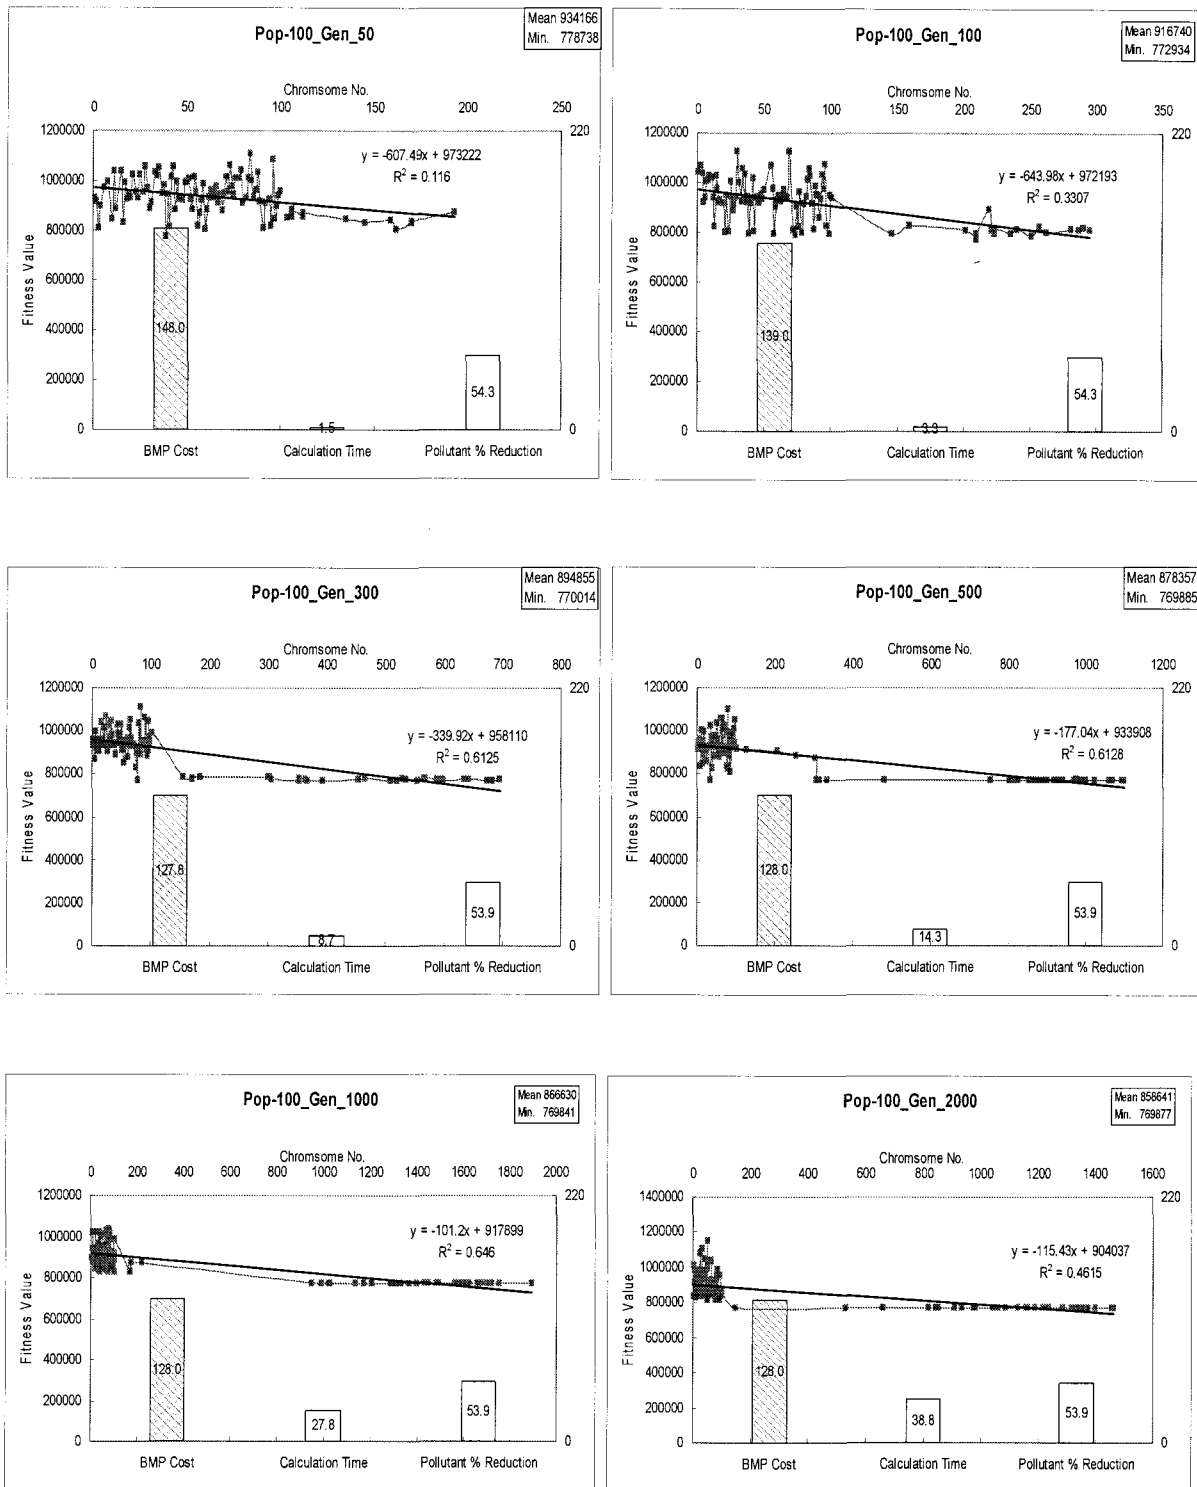 Pop-100_Gen_50
Mean 934166
Min. 778738
Chromsome No.
0 50 100 150 200 250
1200000
1000000
800000
600000
400000
200000
0
Fitness Value
220
0
y = -607.49x + 973222
R² = 0.116
148.0
1.5
54.3
BMP Cost Calculation Time Pollutant % Reduction
Pop-100_Gen_100
Mean 916740
Min. 772934
Chromsome No.
0 50 100 150 200 250 300 350
1200000
1000000
800000
600000
400000
200000
0
Fitness Value
220
0
y = -643.98x + 972193
R² = 0.3307
139.0
3.3
54.3
BMP Cost Calculation Time Pollutant % Reduction
Pop-100_Gen_300
Mean 894855
Min. 770014
Chromsome No.
0 100 200 300 400 500 600 700 800
1200000
1000000
800000
600000
400000
200000
0
Fitness Value
220
0
y = -339.92x + 958110
R² = 0.6125
127.8
8.7
53.9
BMP Cost Calculation Time Pollutant % Reduction
Pop-100_Gen_500
Mean 878357
Min. 769885
Chromsome No.
0 200 400 600 800 1000 1200
1200000
1000000
800000
600000
400000
200000
0
Fitness Value
220
0
y = -177.04x + 933908
R² = 0.6128
128.0
14.3
53.9
BMP Cost Calculation Time Pollutant % Reduction
Pop-100_Gen_1000
Mean 866630
Min. 769841
Chromsome No.
0 200 400 600 800 1000 1200 1400 1600 1800 2000
1200000
1000000
800000
600000
400000
200000
0
Fitness Value
220
0
y = -101.2x + 917899
R² = 0.646
128.0
27.8
53.9
BMP Cost Calculation Time Pollutant % Reduction
Pop-100_Gen_2000
Mean 858641
Min. 769877
Chromsome No.
0 200 400 600 800 1000 1200 1400 1600
1400000
1200000
1000000
800000
600000
400000
200000
0
Fitness Value
220
0
y = -115.43x + 904037
R² = 0.4615
128.0
38.8
53.9
BMP Cost Calculation Time Pollutant % Reduction